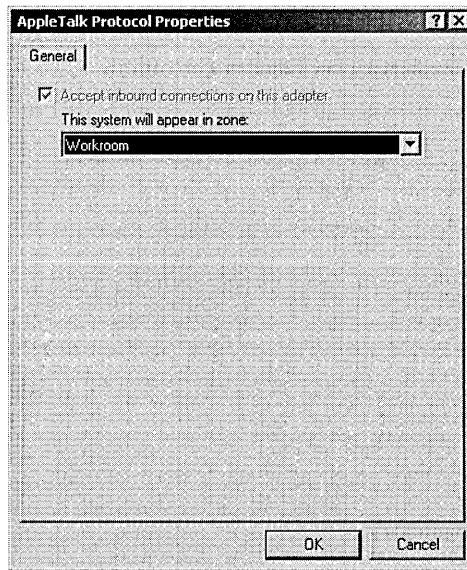 AppleTalk Protocol Properties
General
Accept inbound connections on this adapter
This system will appear in zone:
Workroom
OK Cancel